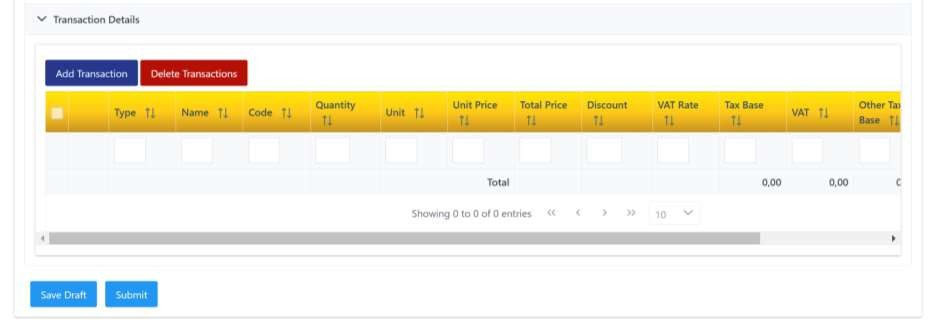 Transaction Details
Add Transaction Delete Transactions
Type Name Code Quantity Unit Unit Price Total Price Discount VAT Rate Tax Base VAT Other Tax Base
Total 0,00 0,00
Showing 0 to 0 of 0 entries 10
Save Draft Submit